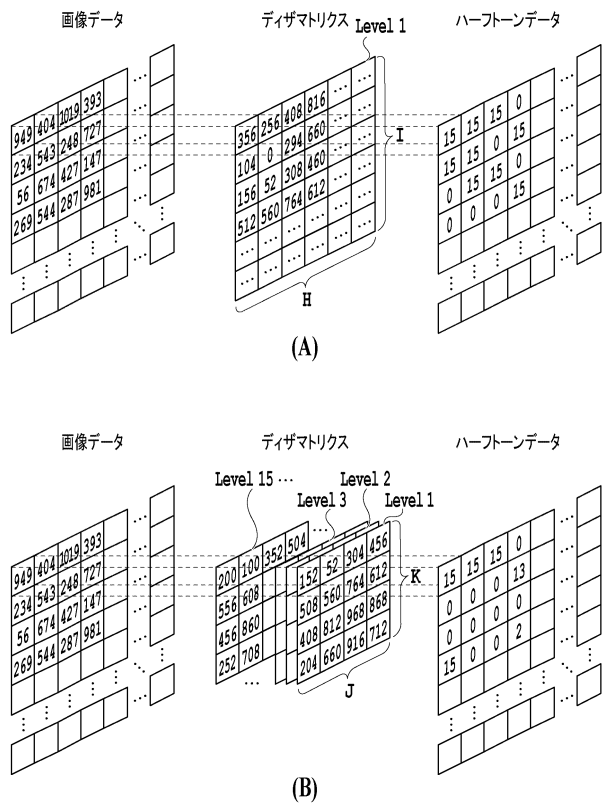 画像データ ディザマトリクス ハーフトーンデータ
Level 1
949 404 1019 393 ...
234 543 248 727
56 674 427 147
269 544 287 981
...
356 256 408 816 ... ...
104 0 294 660 ... ...
156 52 308 460 ... ...
512 560 764 612 ... ...
... ... ... ... ... ...
... ... ... ... ... ...
I
H
15 15 15 0 ...
15 15 0 15
0 15 15 0
0 0 0 15
...
(A)
画像データ ディザマトリクス ハーフトーンデータ
Level 15 ... Level 3 Level 2 Level 1
949 404 1019 393 ...
234 543 248 727
56 674 427 147
269 544 287 981
...
200 100 352 504 ...
556 608
456 860
252 708
...
152 52 304 456
508 560 764 612
408 812 968 868
204 660 916 712
K
J
15 15 15 0 ...
0 0 0 13
0 0 0 0
15 0 0 2
...
(B)